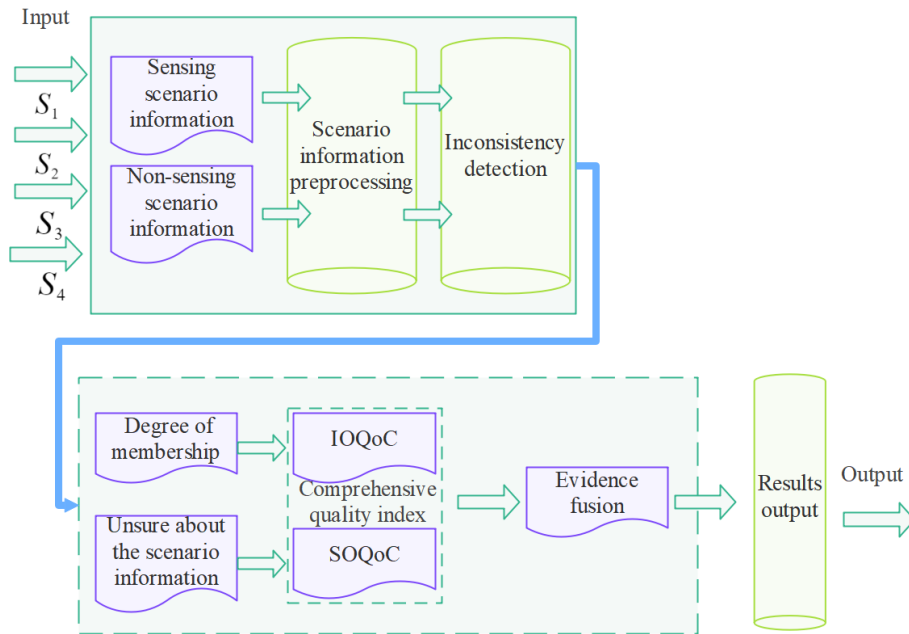 Input
S₁
S₂
S₃
S₄
Sensing
scenario
information
Non-sensing
scenario
information
Scenario
information
preprocessing
Inconsistency
detection
Degree of
membership
Unsure about
the scenario
information
IOQoC
Comprehensive
quality index
SOQoC
Evidence
fusion
Results
output
Output